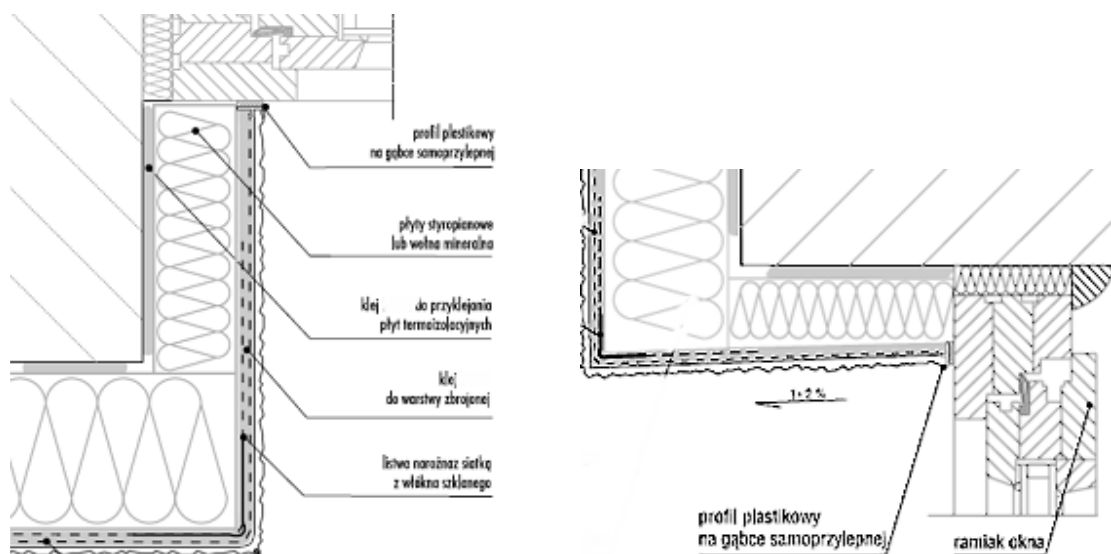 profil plastikowy
na gąbce samoprzylepnej
płyty styropianowe
lub wełna mineralna
klej do przyklejania
płyt termoizolacyjnych
klej
do warstwy zbrojonej
listwa narożnaz siatką
z włókna szklanego
1÷2 %
profil plastikowy
na gąbce samoprzylepnej
ramiak okna